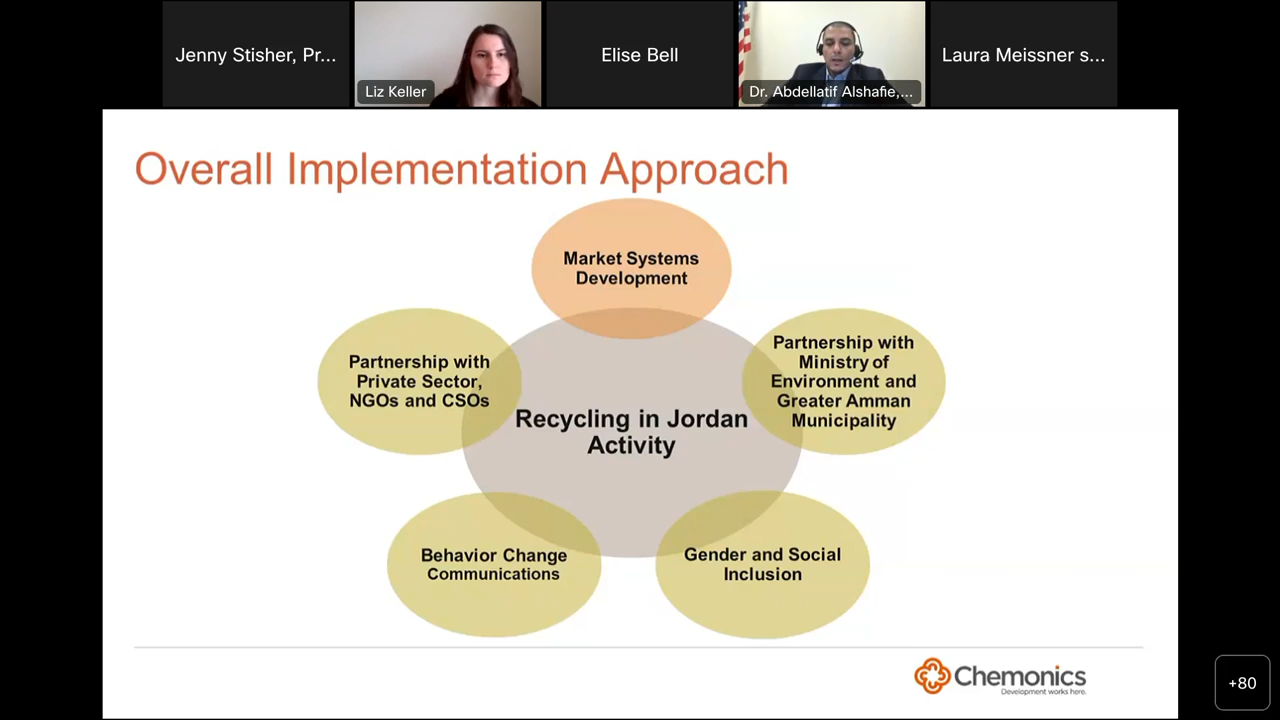 Jenny Stisher, Pr...
Liz Keller
Elise Bell
Dr. Abdellatif Alshafie,...
Laura Meissner s...
Overall Implementation Approach
Market Systems
Development
Partnership with
Private Sector,
NGOs and CSOs
Partnership with
Ministry of
Environment and
Greater Amman
Municipality
Recycling in Jordan
Activity
Behavior Change
Communications
Gender and Social
Inclusion
Chemonics
Development works here.
+80